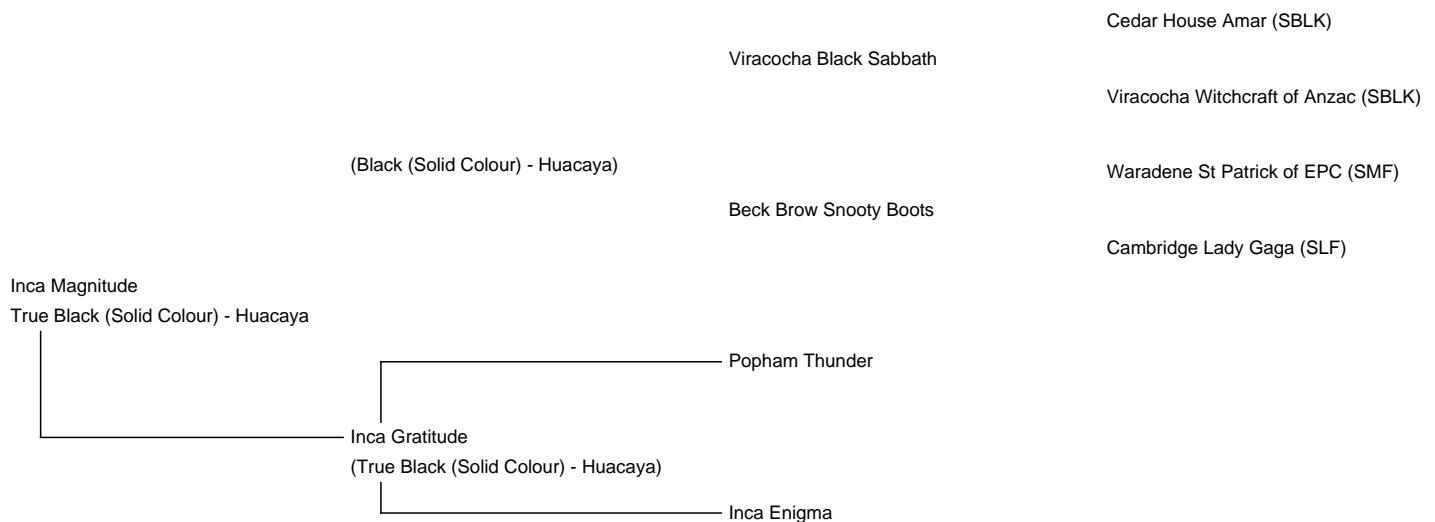 Cedar House Amar (SBLK)
Viracocha Black Sabbath
Viracocha Witchcraft of Anzac (SBLK)
(Black (Solid Colour) - Huacaya)
Waradene St Patrick of EPC (SMF)
Beck Brow Snooty Boots
Cambridge Lady Gaga (SLF)
Inca Magnitude
True Black (Solid Colour) - Huacaya
Popham Thunder
Inca Gratitude
(True Black (Solid Colour) - Huacaya)
Inca Enigma